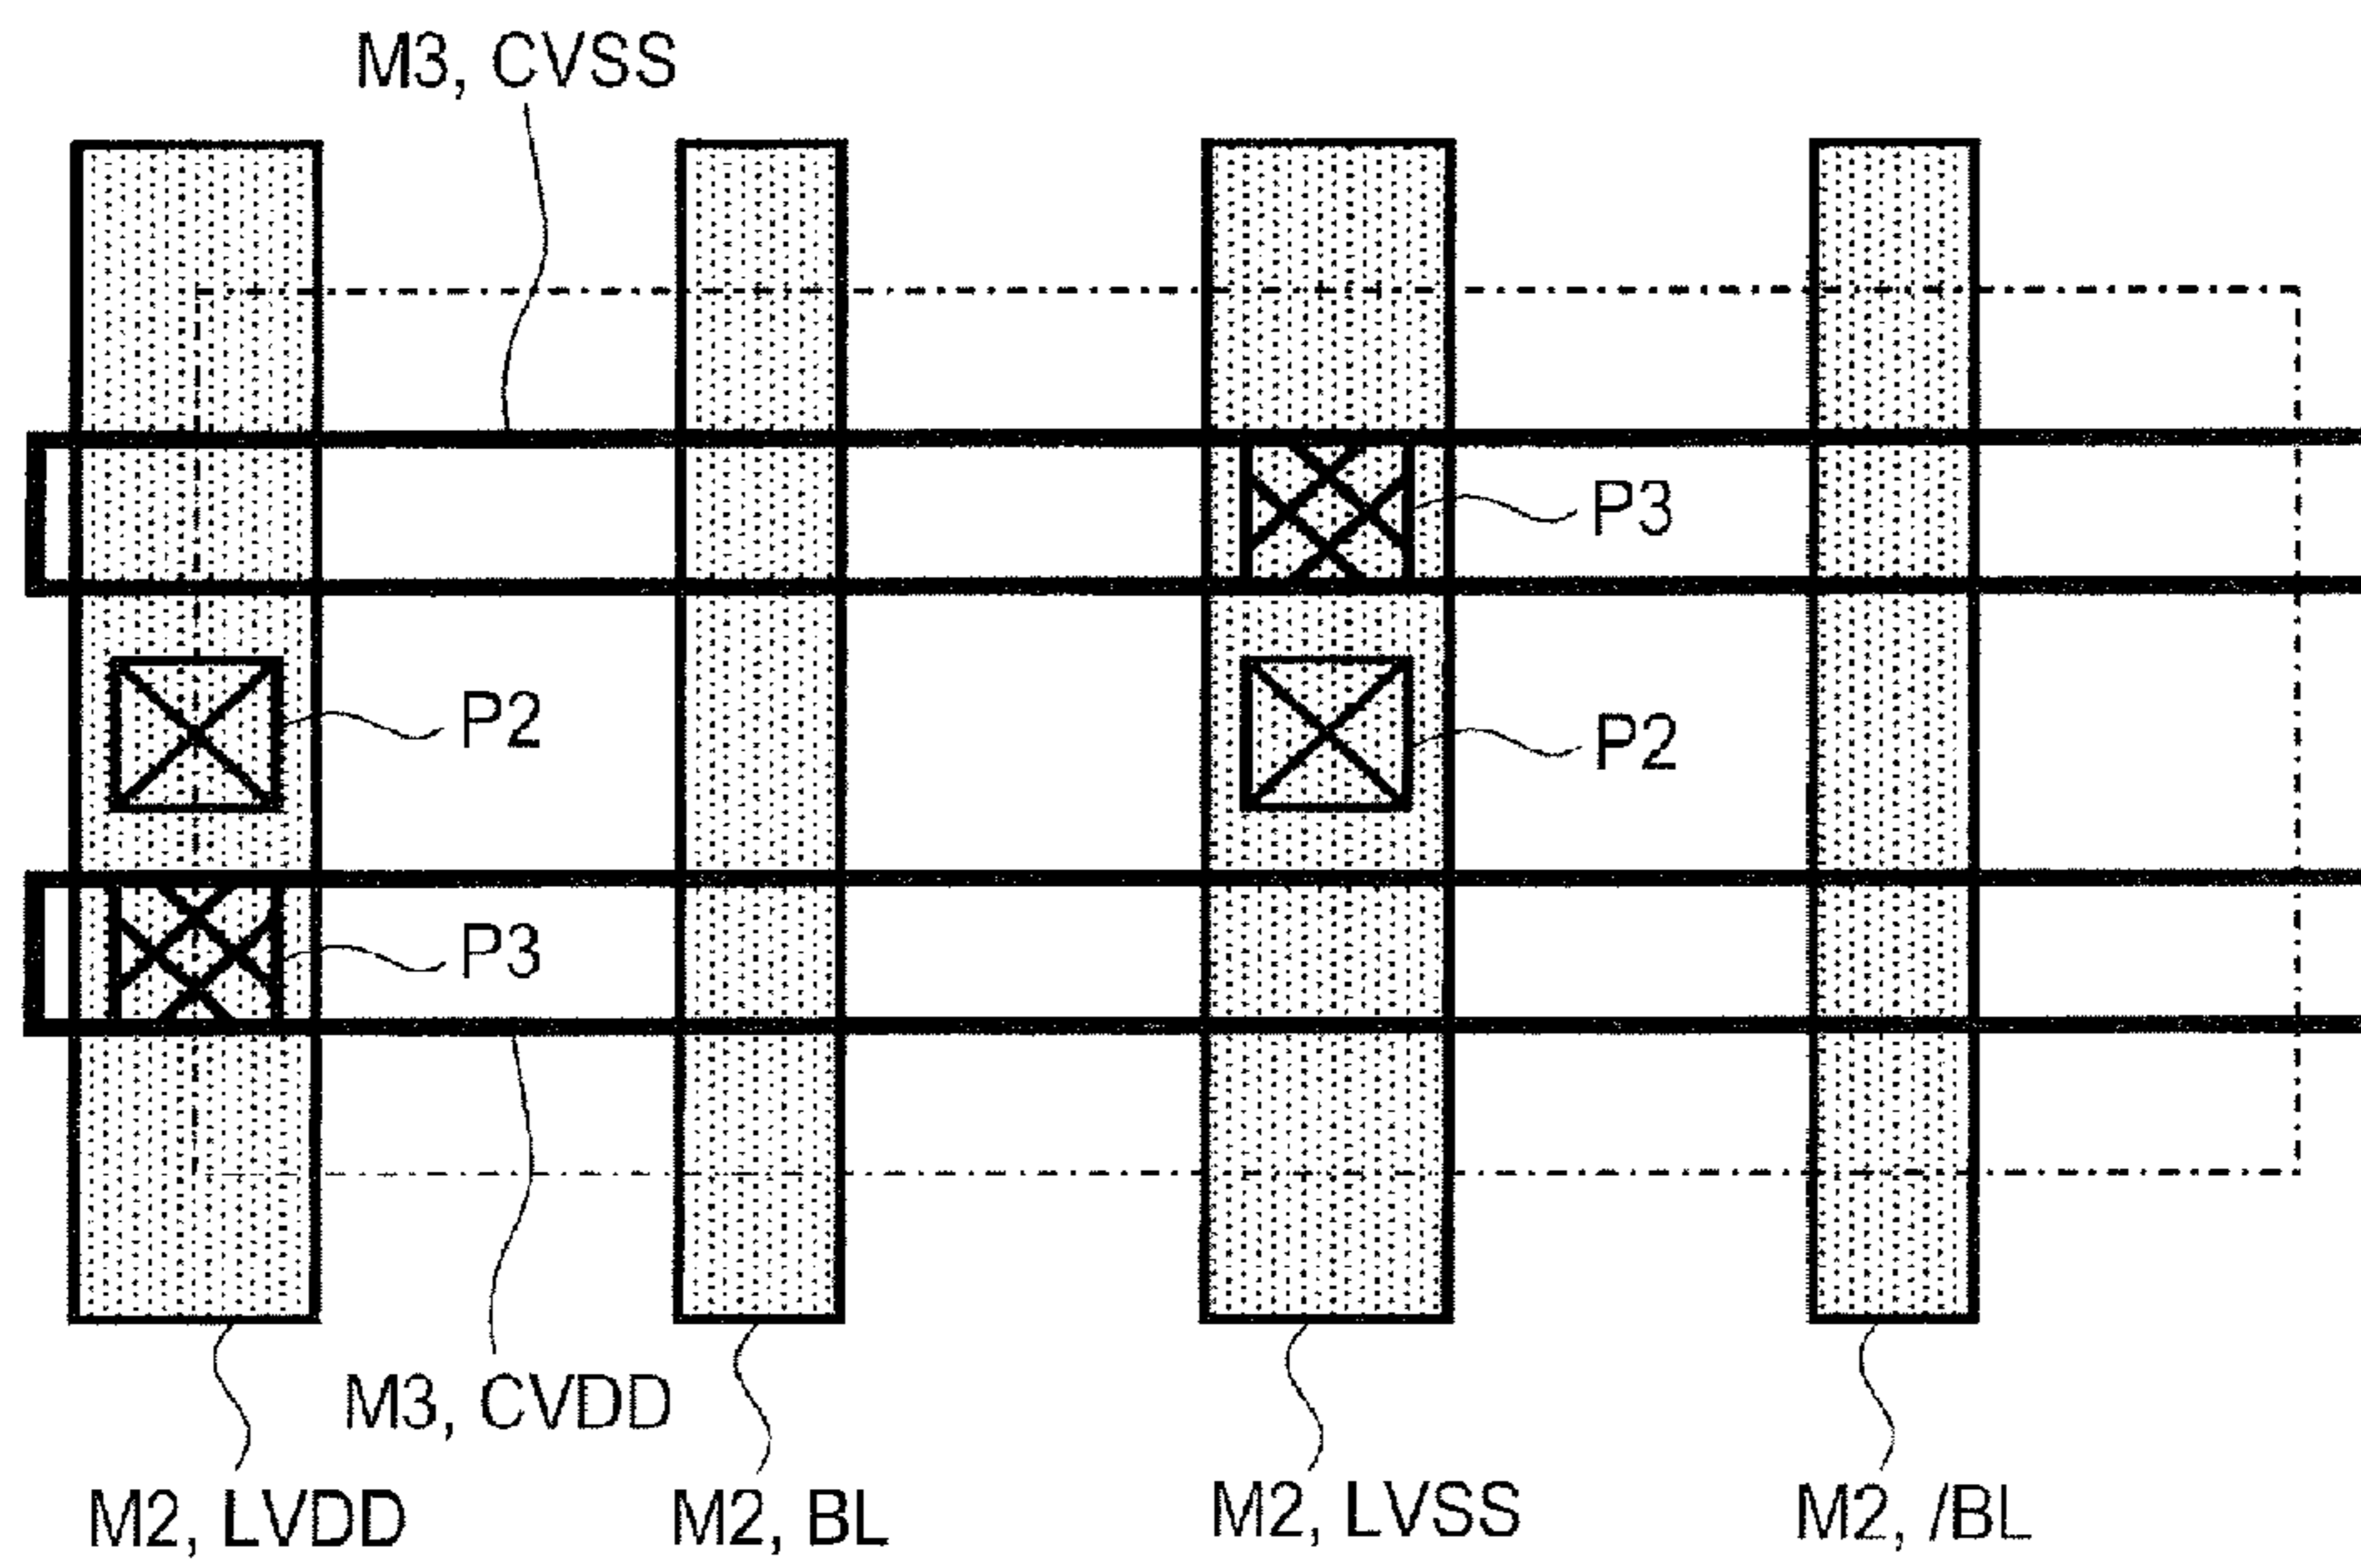 M3, CVSS
P3
P2
P2
P3
M3, CVDD
M2, LVDD
M2, BL
M2, LVSS
M2, /BL